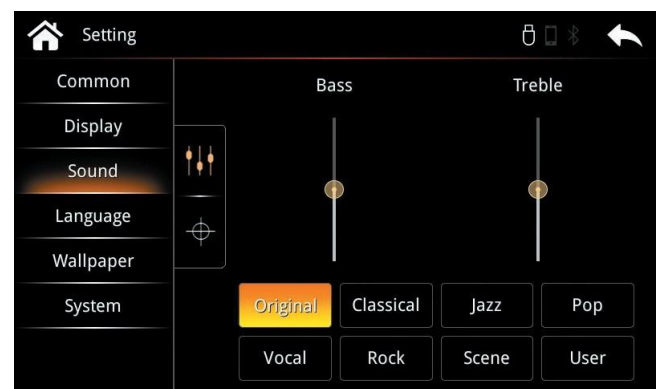 Setting
Common
Display
Sound
Language
Wallpaper
System
Bass Treble
Original Classical Jazz Pop
Vocal Rock Scene User